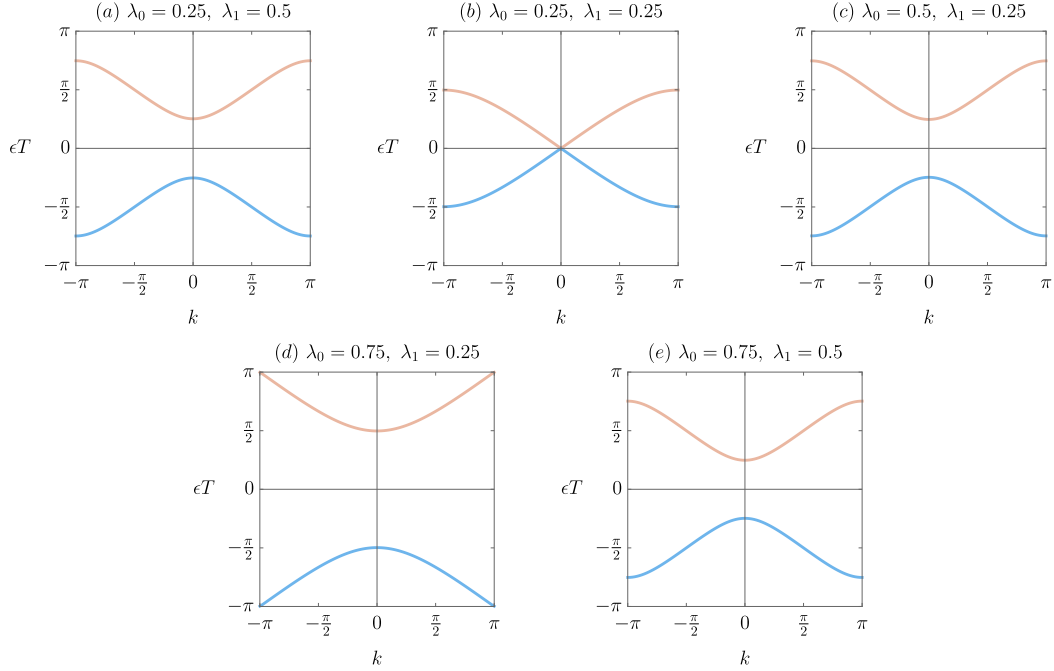 (a) λ₀ = 0.25, λ₁ = 0.5
π
π/2
0
−π/2
−π
ϵT
−π −π/2 0 π/2 π
k
(b) λ₀ = 0.25, λ₁ = 0.25
π
π/2
0
−π/2
−π
ϵT
−π −π/2 0 π/2 π
k
(c) λ₀ = 0.5, λ₁ = 0.25
π
π/2
0
−π/2
−π
ϵT
−π −π/2 0 π/2 π
k
(d) λ₀ = 0.75, λ₁ = 0.25
π
π/2
0
−π/2
−π
ϵT
−π −π/2 0 π/2 π
k
(e) λ₀ = 0.75, λ₁ = 0.5
π
π/2
0
−π/2
−π
ϵT
−π −π/2 0 π/2 π
k